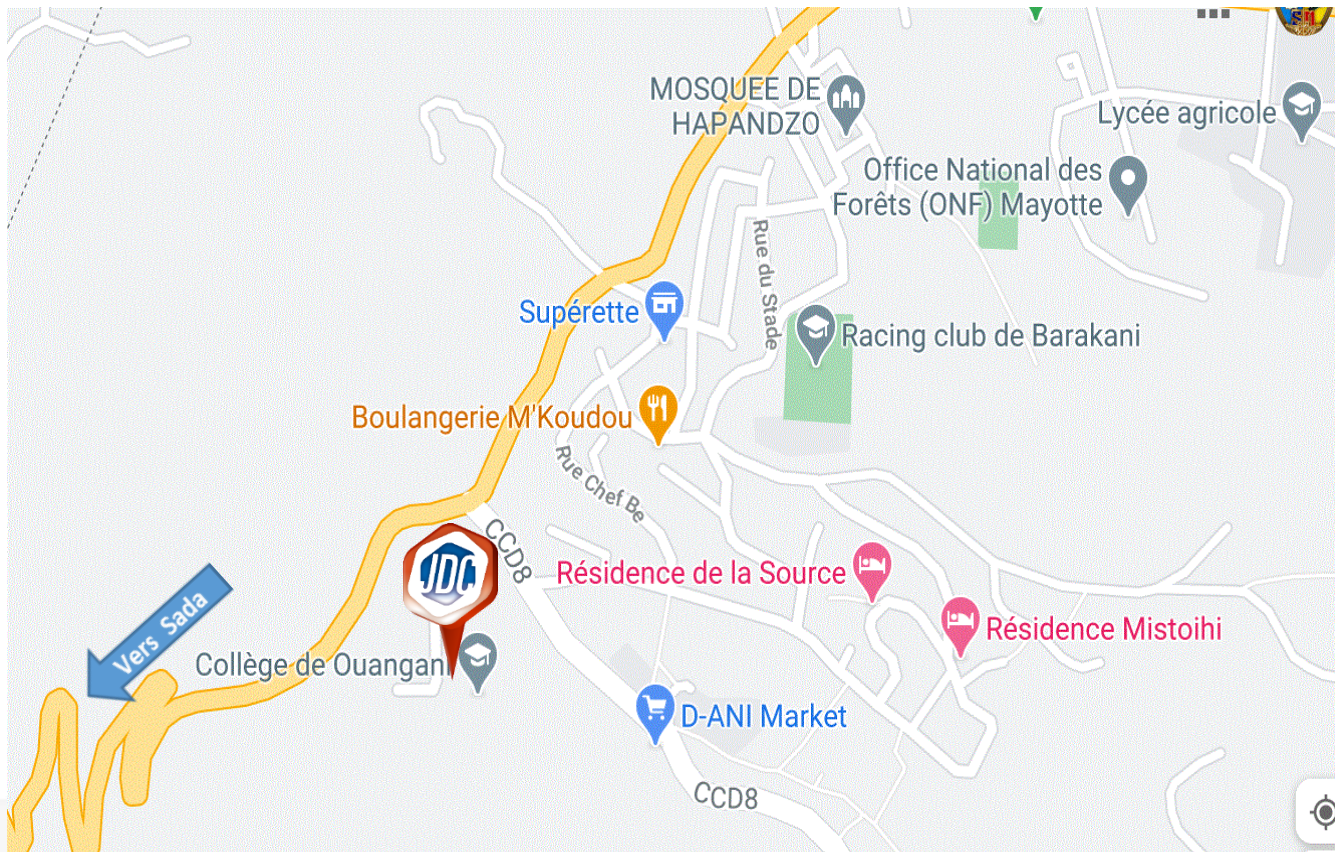 SM
MOSQUEE DE
HAPANDZO
Lycée agricole
Office National des
Forêts (ONF) Mayotte
Rue du Stade
Supérette
Racing club de Barakani
Boulangerie M'Koudou
Rue Chef Be
CCD8
JDC
Résidence de la Source
Vers Sada
Résidence Mistoihi
Collège de Ouangani
D-ANI Market
CCD8